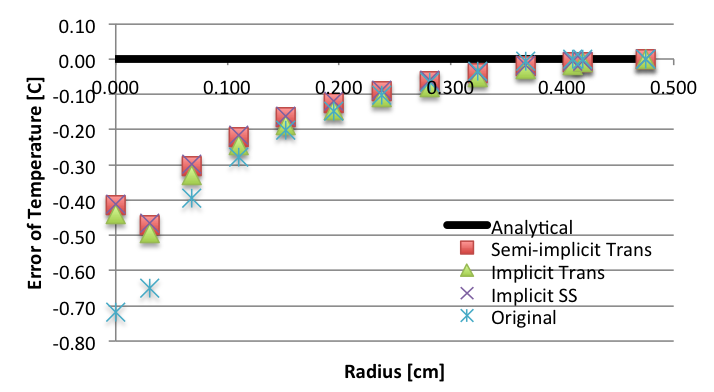 0.10
0.00
0.000 0.100 0.200 0.300 0.400 0.500
-0.10
-0.20
-0.30
-0.40
-0.50
-0.60
-0.70
-0.80
Error of Temperature [C]
Analytical
Semi-implicit Trans
Implicit Trans
Implicit SS
Original
Radius [cm]